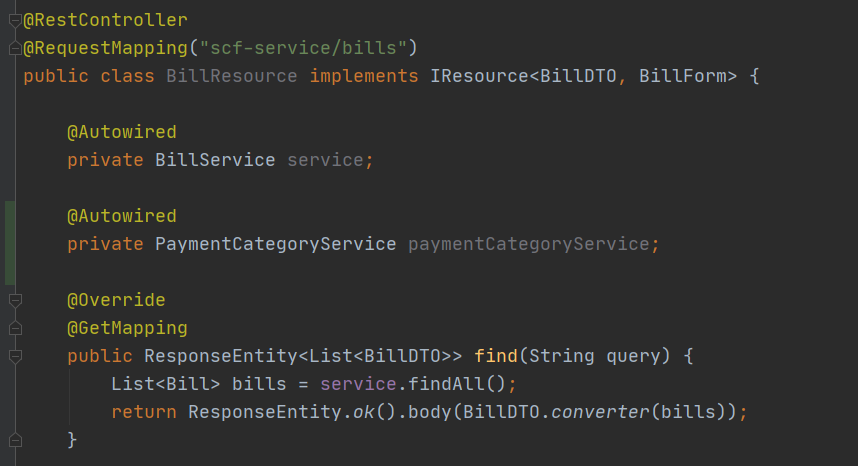 @RestController
@RequestMapping("scf-service/bills")
public class BillResource implements IResource<BillDTO, BillForm> {
@Autowired
private BillService service;
@Autowired
private PaymentCategoryService paymentCategoryService;
@Override
@GetMapping
public ResponseEntity<List<BillDTO>> find(String query) {
List<Bill> bills = service.findAll();
return ResponseEntity.ok().body(BillDTO.converter(bills));
}